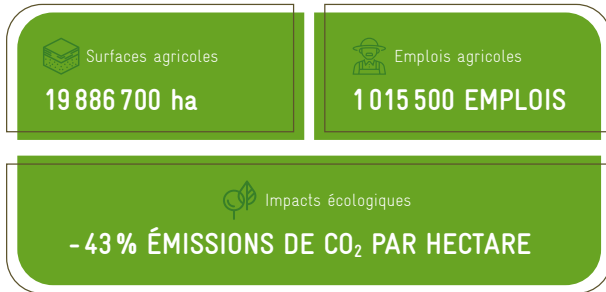 Surfaces agricoles
19 886 700 ha
Emplois agricoles
1 015 500 EMPLOIS
Impacts écologiques
- 43 % ÉMISSIONS DE CO₂ PAR HECTARE